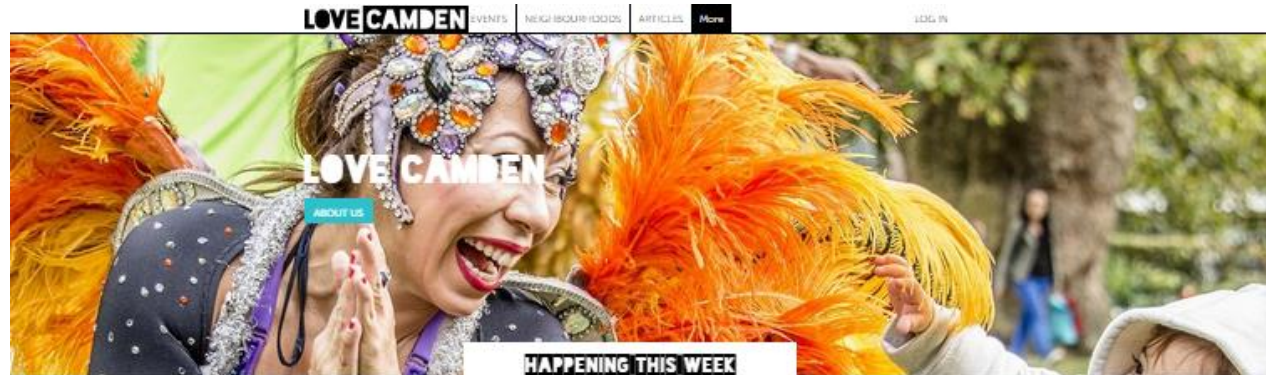 LOVE CAMDEN EVENTS NEIGHBOURHOODS ARTICLES More LOG IN
LOVE CAMDEN
ABOUT US
HAPPENING THIS WEEK